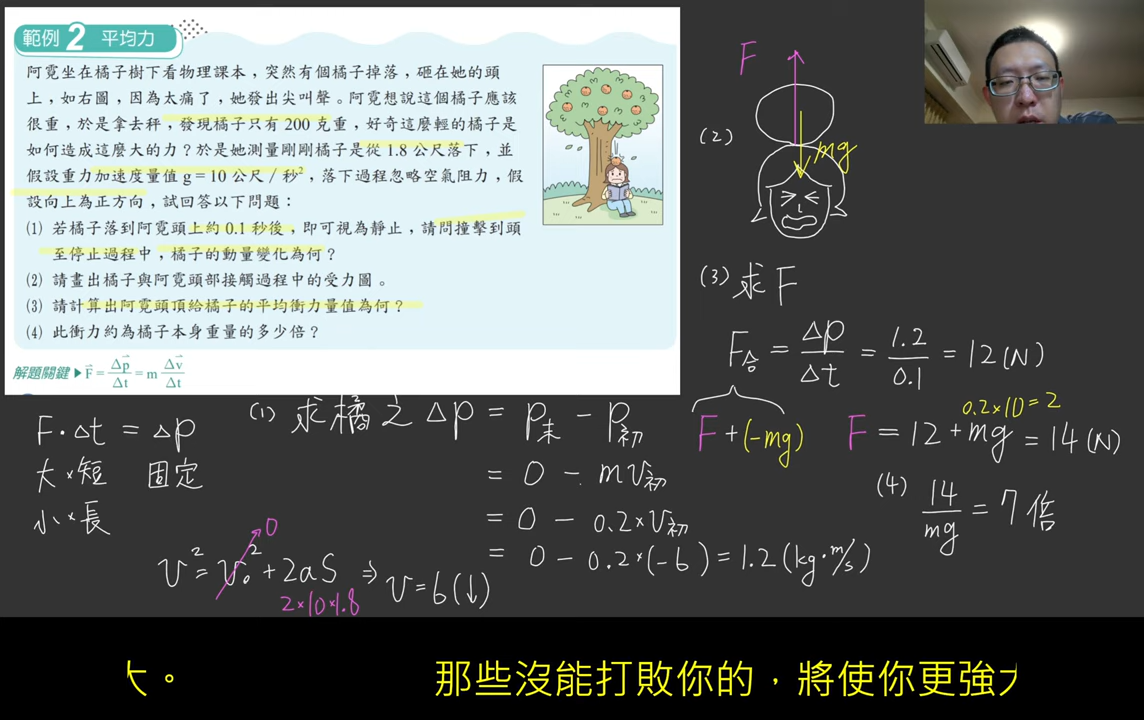 範例 2 平均力
阿霓坐在橘子樹下看物理課本，突然有個橘子掉落，砸在她的頭
上，如右圖，因為太痛了，她發出尖叫聲。阿霓想說這個橘子應該
很重，於是拿去秤，發現橘子只有 200 克重，好奇這麼輕的橘子是
如何造成這麼大的力？於是她測量剛剛橘子是從 1.8 公尺落下，並
假設重力加速度量值 g = 10 公尺／秒²，落下過程忽略空氣阻力，假
設向上為正方向，試回答以下問題：
(1) 若橘子落到阿霓頭上約 0.1 秒後，即可視為靜止，請問撞擊到頭
至停止過程中，橘子的動量變化為何？
(2) 請畫出橘子與阿霓頭部接觸過程中的受力圖。
(3) 請計算出阿霓頭頂給橘子的平均衝力量值為何？
(4) 此衝力約為橘子本身重量的多少倍？
解題關鍵 ▶ F⃗ = Δp⃗/Δt = m Δv⃗/Δt
F·Δt = Δp
大×短 固定
小×長
(1) 求橘之Δp = p末 − p初
= 0 − mv初
= 0 − 0.2×v初
= 0 − 0.2×(−6) = 1.2 (kg·m/s)
0
v² = v₀² + 2aS ⇒ v = 6 (↓)
2×10×1.8
(2)
F
mg
(3) 求 F
F合 = Δp/Δt = 1.2/0.1 = 12 (N)
F + (−mg)
0.2×10=2
F = 12 + mg = 14 (N)
(4) 14/mg = 7 倍
大。 那些沒能打敗你的，將使你更強大